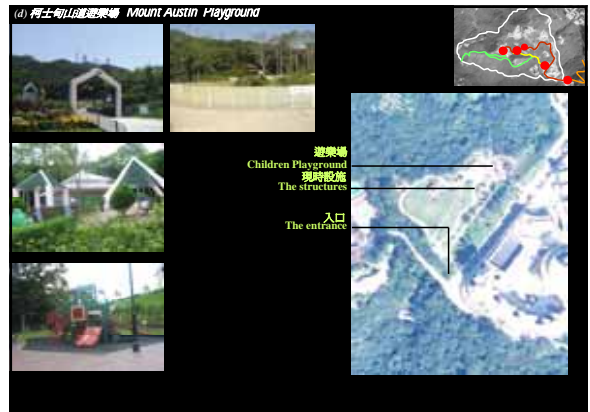 (d) 柯士甸山道遊樂場 Mount Austin Playground
遊樂場
Children Playground
現時設施
The structures
入口
The entrance